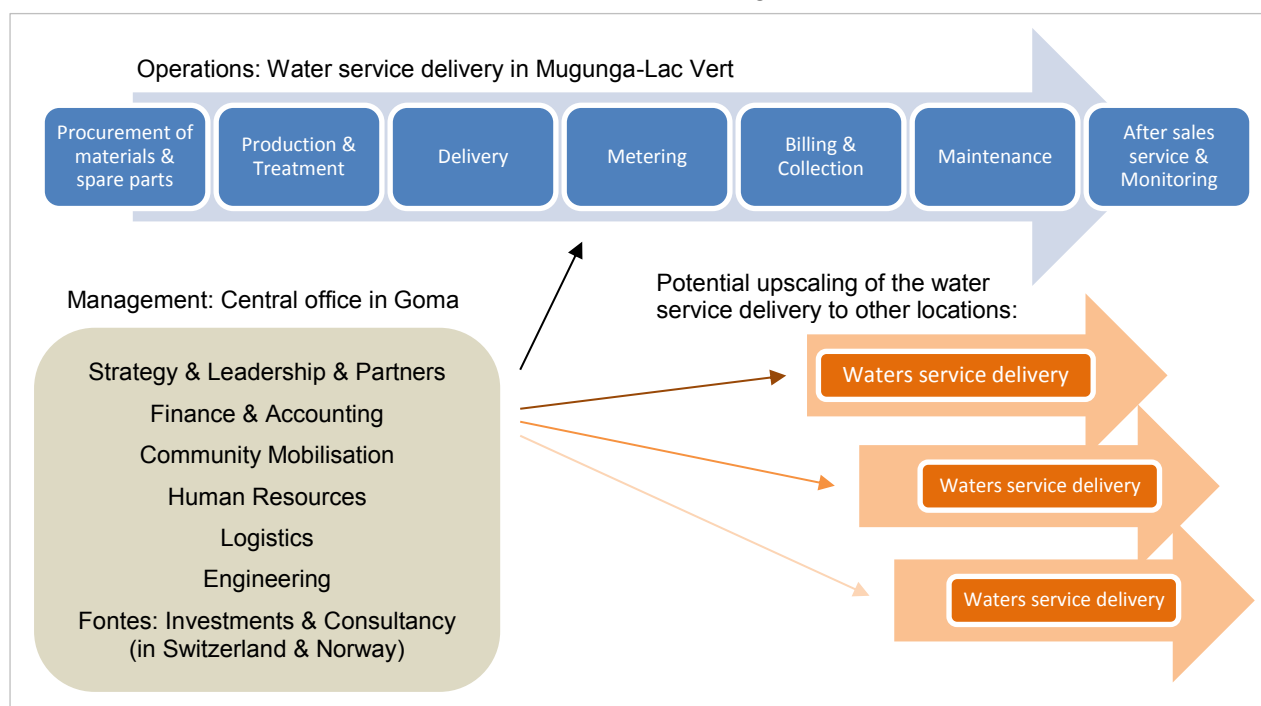 Operations: Water service delivery in Mugunga-Lac Vert
Procurement of
materials &
spare parts
Production &
Treatment
Delivery
Metering
Billing &
Collection
Maintenance
After sales
service &
Monitoring
Management: Central office in Goma
Strategy & Leadership & Partners
Finance & Accounting
Community Mobilisation
Human Resources
Logistics
Engineering
Fontes: Investments & Consultancy
(in Switzerland & Norway)
Potential upscaling of the water
service delivery to other locations:
Waters service delivery
Waters service delivery
Waters service delivery